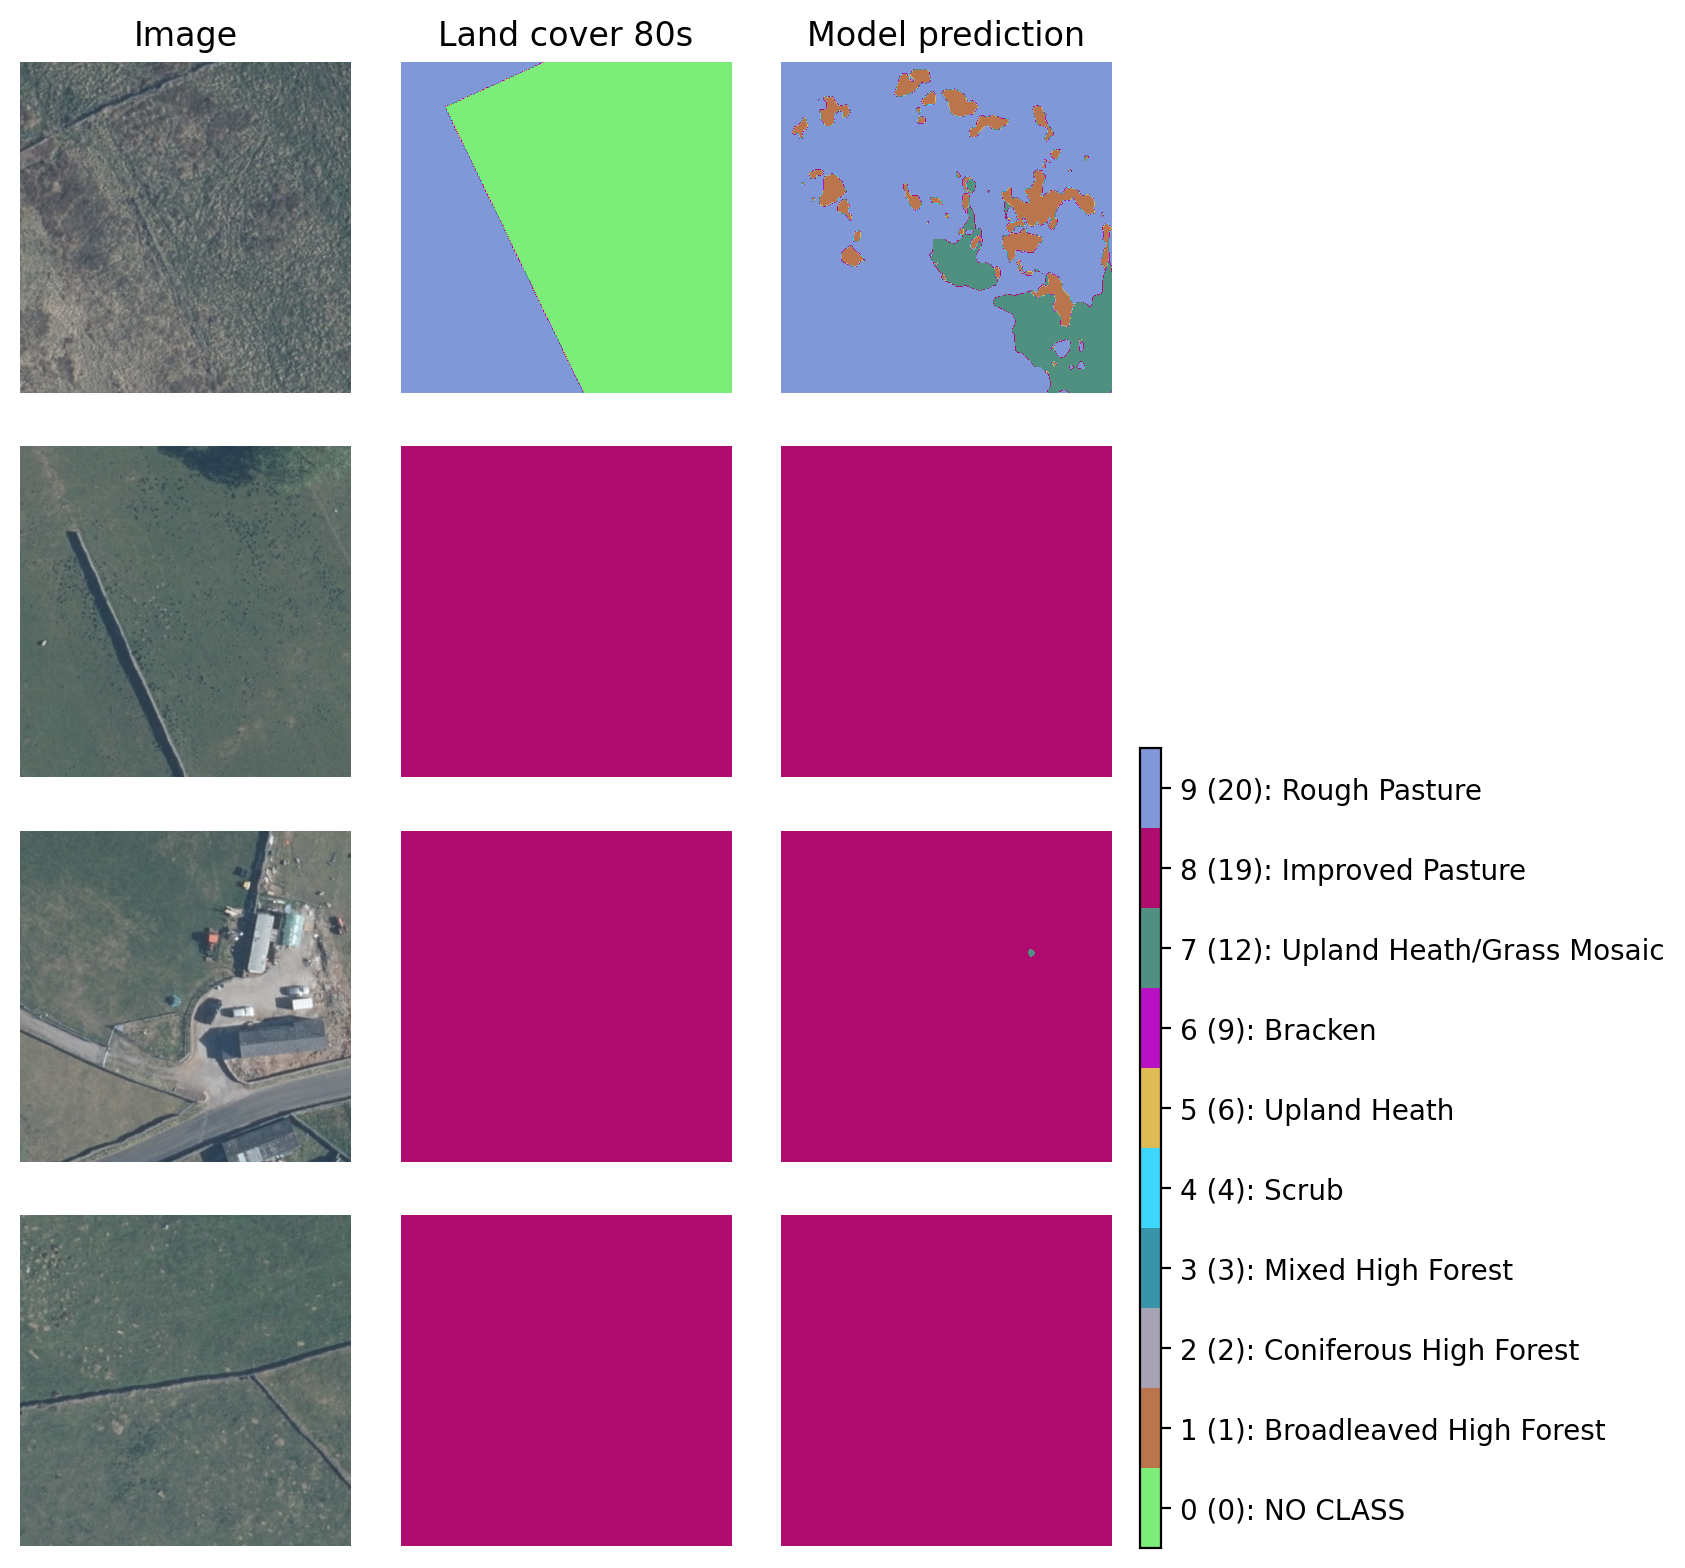 Image
Land cover 80s
Model prediction
9 (20): Rough Pasture
8 (19): Improved Pasture
7 (12): Upland Heath/Grass Mosaic
6 (9): Bracken
5 (6): Upland Heath
4 (4): Scrub
3 (3): Mixed High Forest
2 (2): Coniferous High Forest
1 (1): Broadleaved High Forest
0 (0): NO CLASS